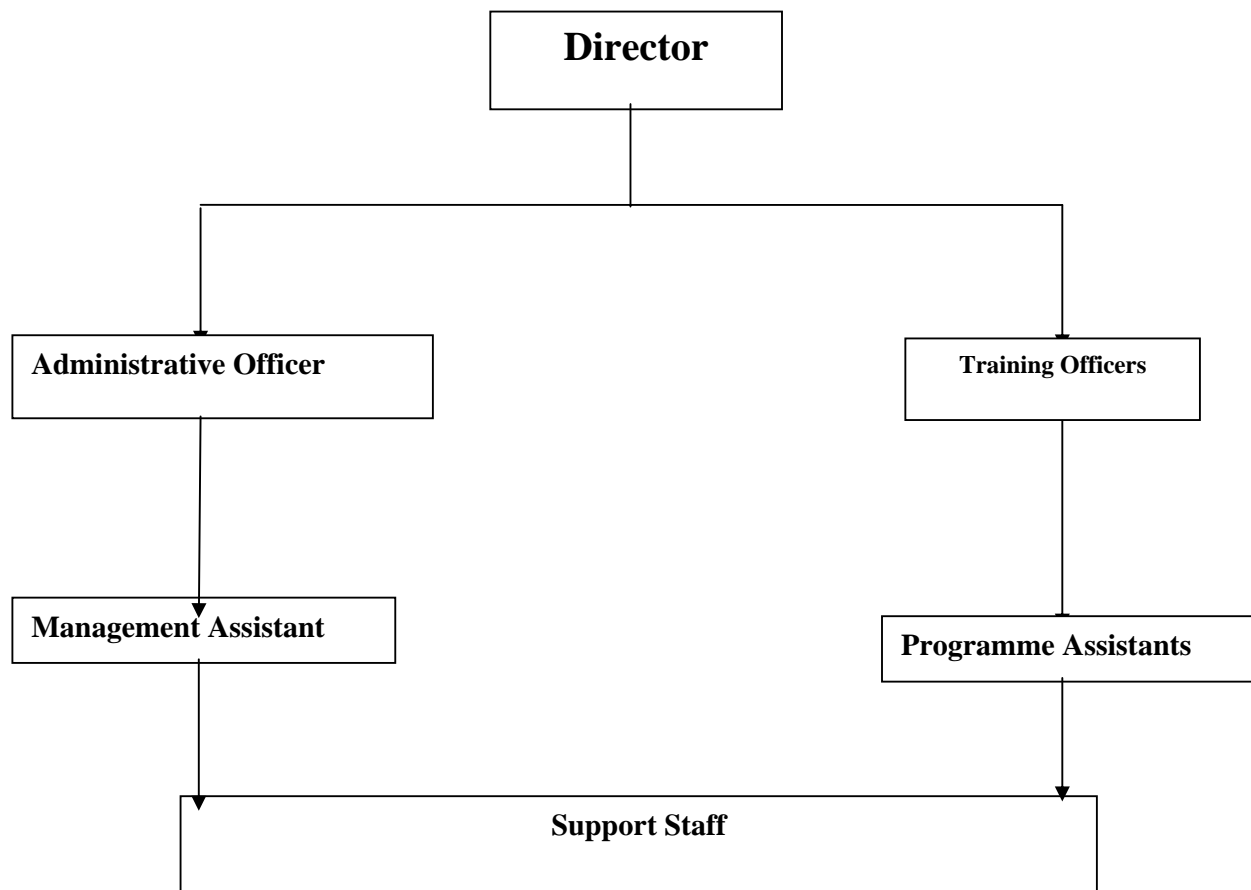 Director
Administrative Officer
Training Officers
Management Assistant
Programme Assistants
Support Staff